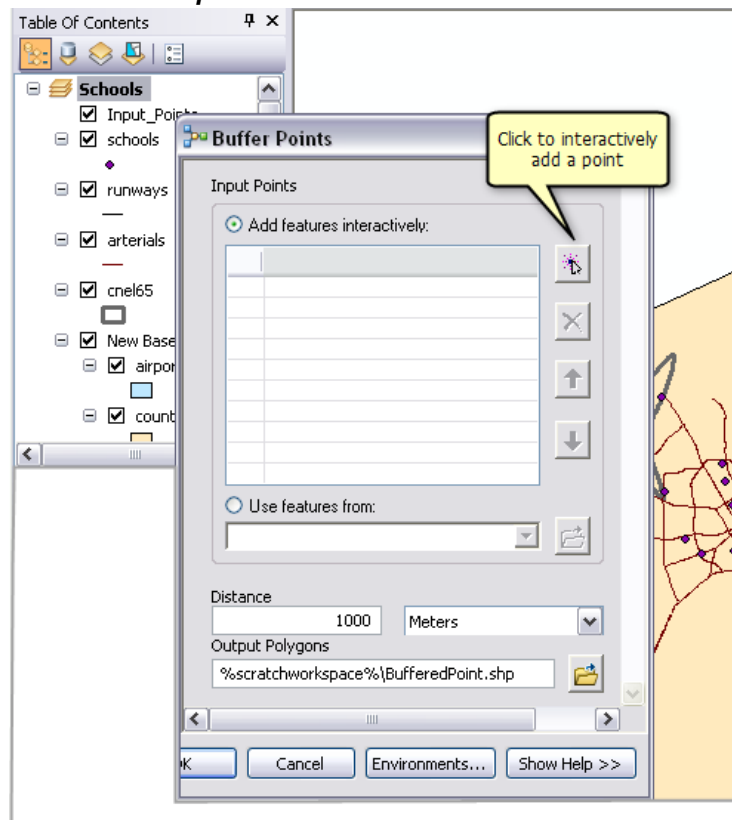 Table Of Contents
Schools
Input_Points
schools
runways
arterials
cnel65
New Base
airpor
count
Buffer Points
Click to interactively
add a point
Input Points
Add features interactively:
Use features from:
Distance
1000
Meters
Output Polygons
%scratchworkspace%\BufferedPoint.shp
Cancel
Environments...
Show Help >>